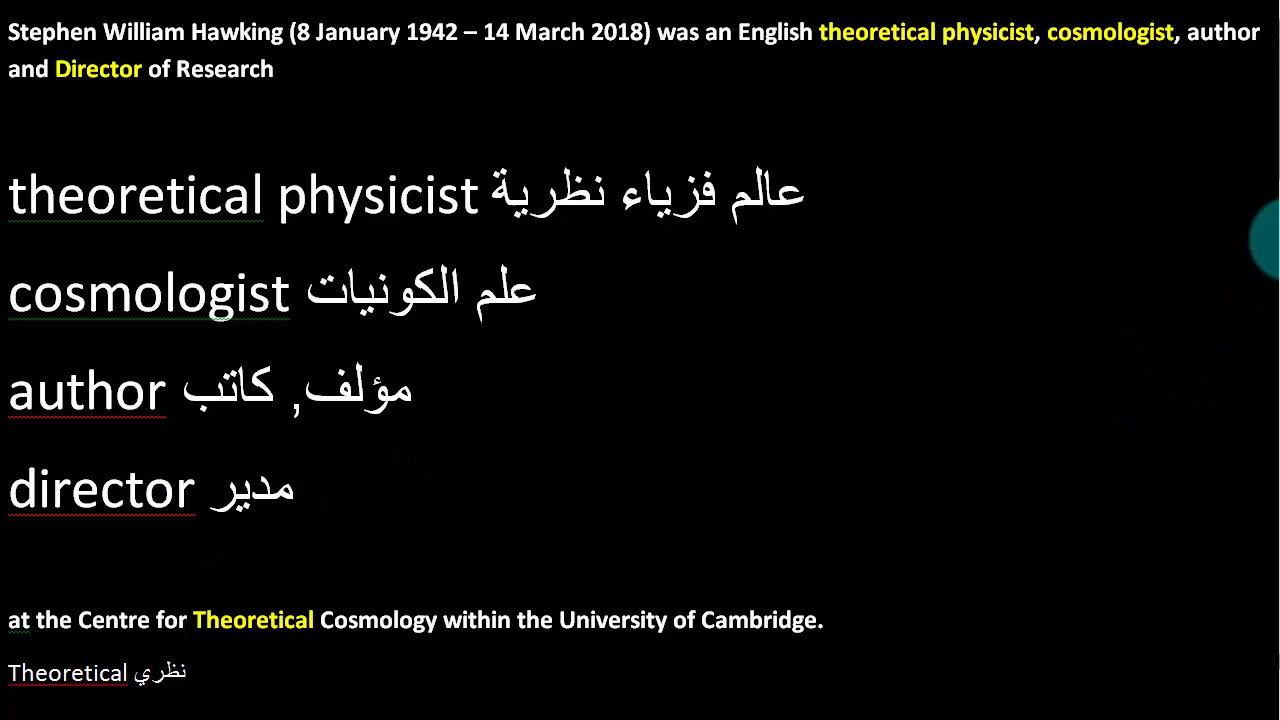 Stephen William Hawking (8 January 1942 – 14 March 2018) was an English theoretical physicist, cosmologist, author
and Director of Research
theoretical physicist عالم فزياء نظرية
cosmologist علم الكونيات
author مؤلف, كاتب
director مدير
at the Centre for Theoretical Cosmology within the University of Cambridge.
Theoretical نظري